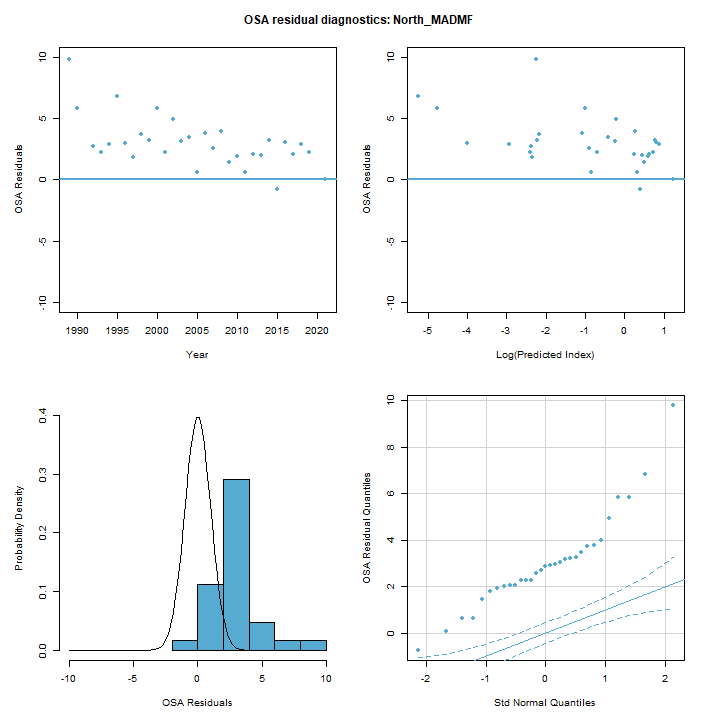 OSA residual diagnostics: North_MADMF
10
5
0
-5
-10
OSA Residuals
1990 1995 2000 2005 2010 2015 2020
Year
10
5
0
-5
-10
OSA Residuals
-5 -4 -3 -2 -1 0 1
Log(Predicted Index)
0.4
0.3
0.2
0.1
0.0
Probability Density
-10 -5 0 5 10
OSA Residuals
10
8
6
4
2
0
OSA Residual Quantiles
-2 -1 0 1 2
Std Normal Quantiles